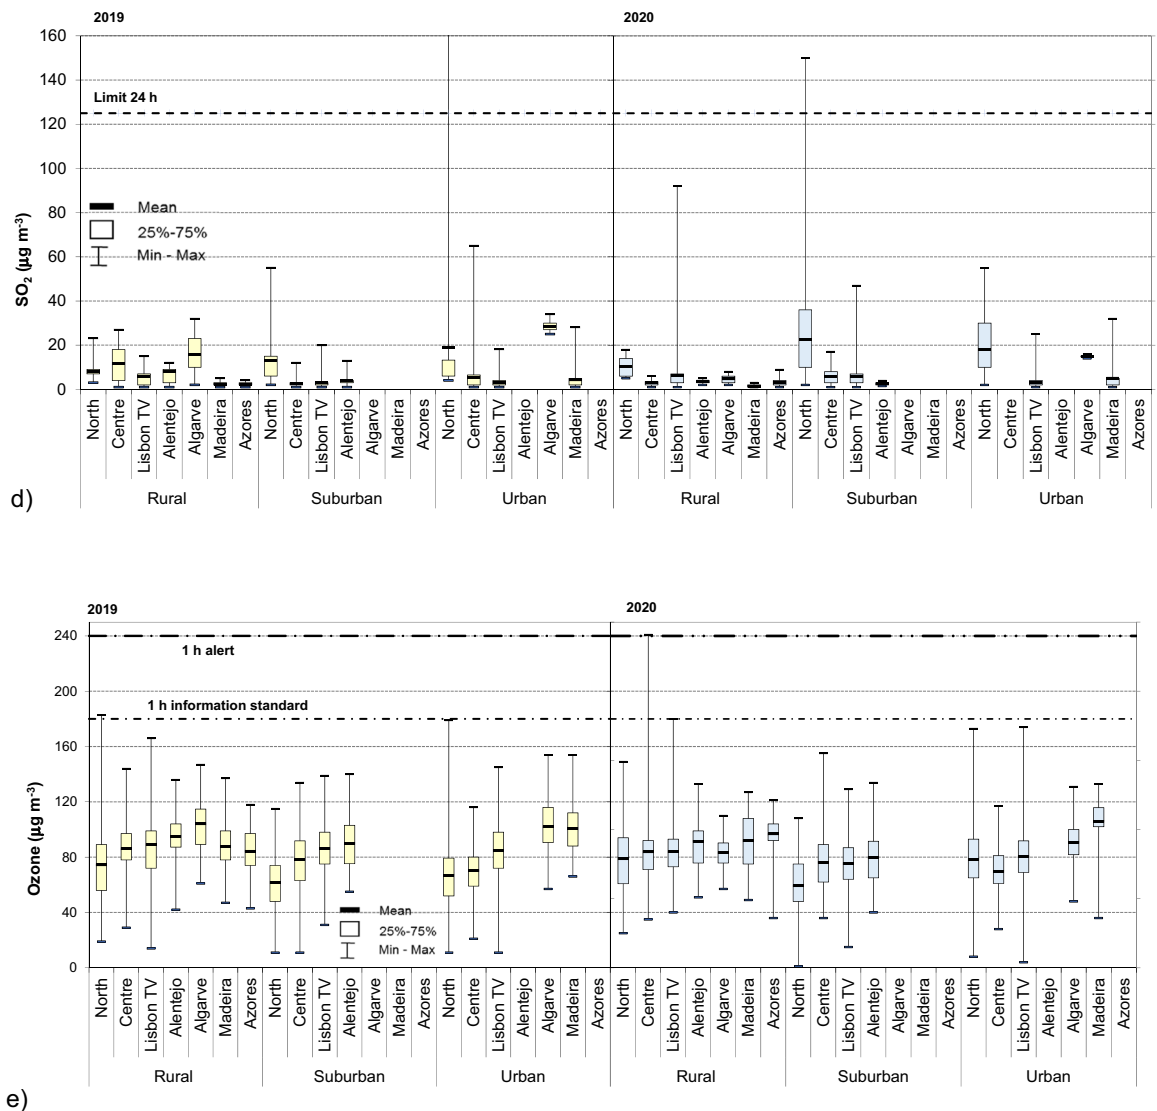 2019
2020
160
140
120
100
80
60
40
20
0
SO2 (µg m-3)
Limit 24 h
Mean
25%-75%
Min - Max
North
Centre
Lisbon TV
Alentejo
Algarve
Madeira
Azores
North
Centre
Lisbon TV
Alentejo
Algarve
Madeira
Azores
North
Centre
Lisbon TV
Alentejo
Algarve
Madeira
Azores
North
Centre
Lisbon TV
Alentejo
Algarve
Madeira
Azores
North
Centre
Lisbon TV
Alentejo
Algarve
Madeira
Azores
North
Centre
Lisbon TV
Alentejo
Algarve
Madeira
Azores
Rural
Suburban
Urban
Rural
Suburban
Urban
d)
2019
2020
240
200
160
120
80
40
0
Ozone (µg m-3)
1 h alert
1 h information standard
Mean
25%-75%
Min - Max
North
Centre
Lisbon TV
Alentejo
Algarve
Madeira
Azores
North
Centre
Lisbon TV
Alentejo
Algarve
Madeira
Azores
North
Centre
Lisbon TV
Alentejo
Algarve
Madeira
Azores
North
Centre
Lisbon TV
Alentejo
Algarve
Madeira
Azores
North
Centre
Lisbon TV
Alentejo
Algarve
Madeira
Azores
North
Centre
Lisbon TV
Alentejo
Algarve
Madeira
Azores
Rural
Suburban
Urban
Rural
Suburban
Urban
e)